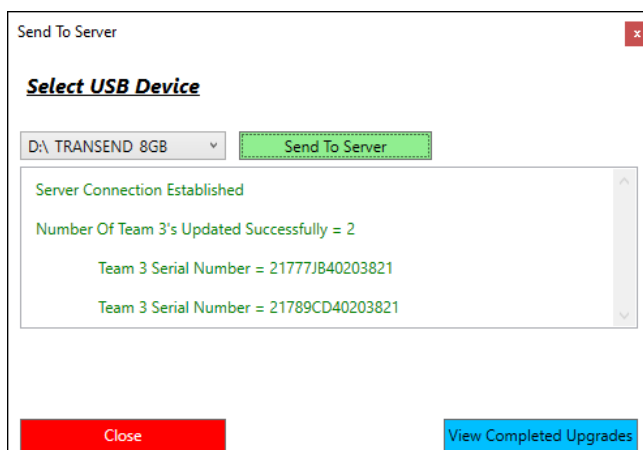 Send To Server
x
Select USB Device
D:\ TRANSEND 8GB
Send To Server
Server Connection Established
Number Of Team 3's Updated Successfully = 2
Team 3 Serial Number = 21777JB40203821
Team 3 Serial Number = 21789CD40203821
Close
View Completed Upgrades